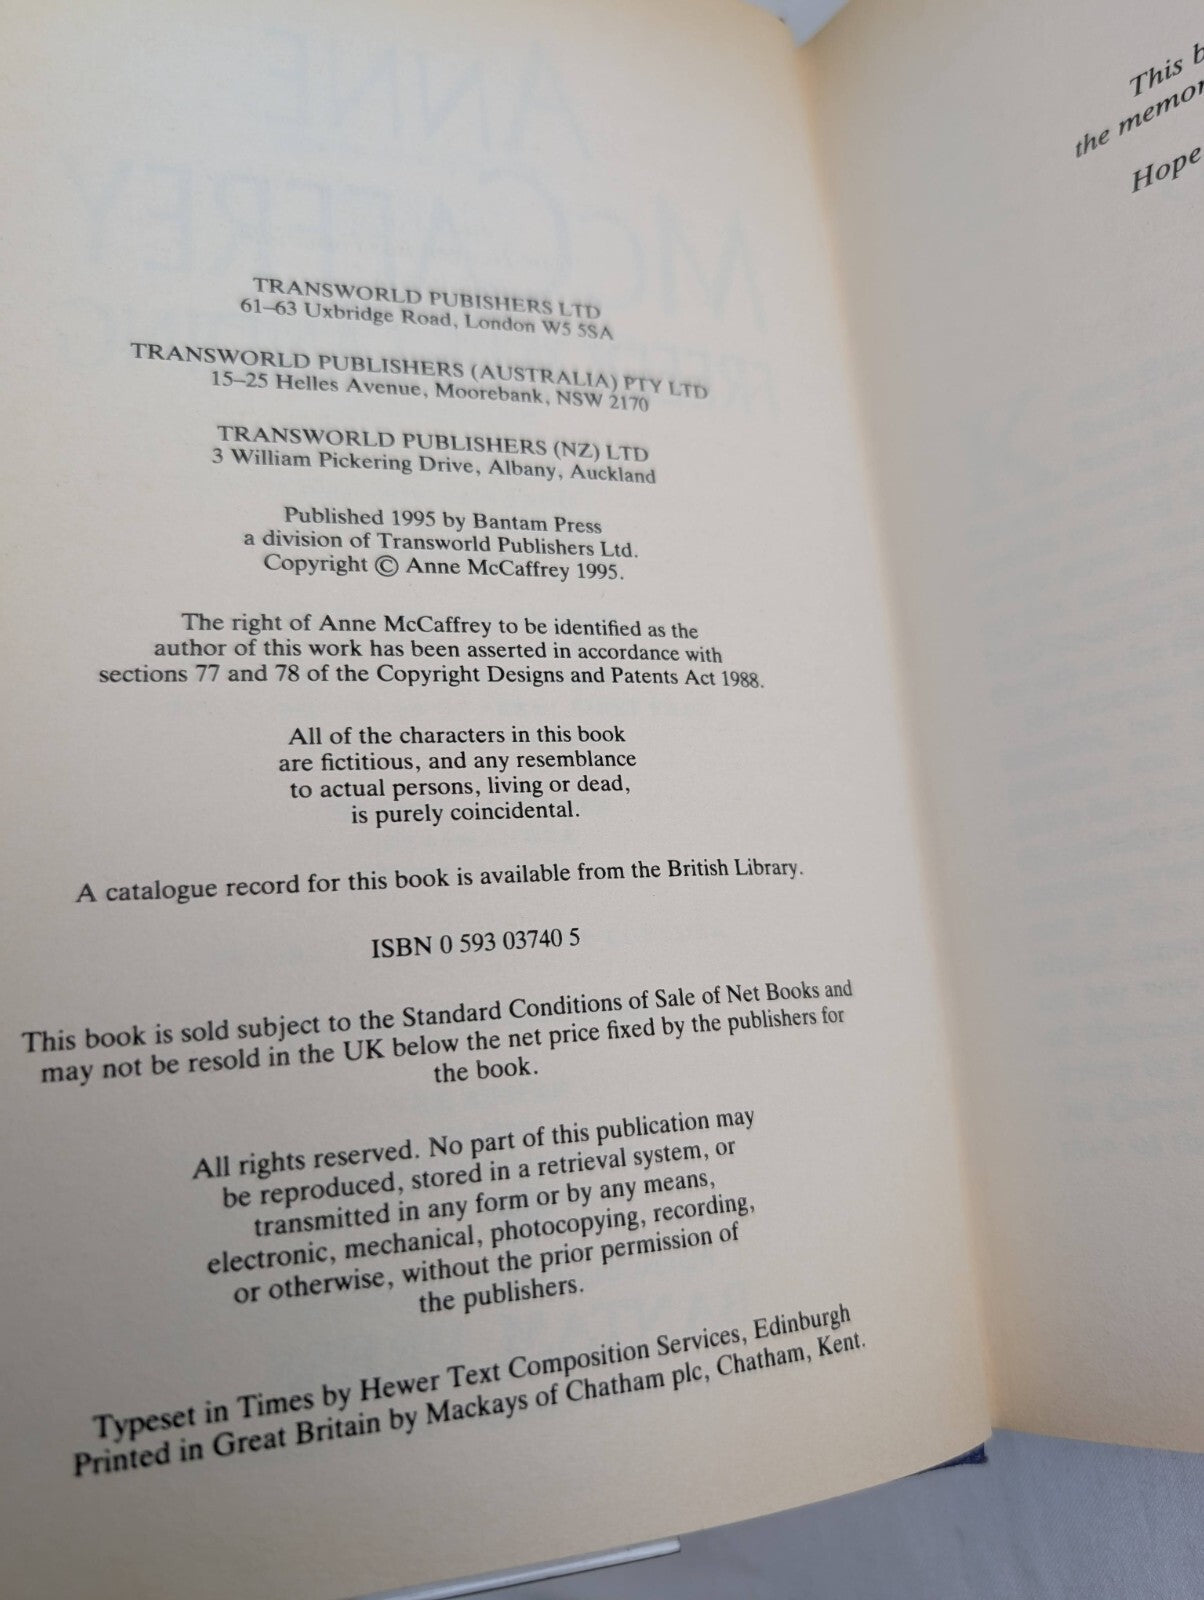 TRANSWORLD PUBISHERS LTD
61–63 Uxbridge Road, London W5 5SA
TRANSWORLD PUBLISHERS (AUSTRALIA) PTY LTD
15–25 Helles Avenue, Moorebank, NSW 2170
TRANSWORLD PUBLISHERS (NZ) LTD
3 William Pickering Drive, Albany, Auckland
Published 1995 by Bantam Press
a division of Transworld Publishers Ltd.
Copyright © Anne McCaffrey 1995.
The right of Anne McCaffrey to be identified as the
author of this work has been asserted in accordance with
sections 77 and 78 of the Copyright Designs and Patents Act 1988.
All of the characters in this book
are fictitious, and any resemblance
to actual persons, living or dead,
is purely coincidental.
A catalogue record for this book is available from the British Library.
ISBN 0 593 03740 5
This book is sold subject to the Standard Conditions of Sale of Net Books and
may not be resold in the UK below the net price fixed by the publishers for
the book.
All rights reserved. No part of this publication may
be reproduced, stored in a retrieval system, or
transmitted in any form or by any means,
electronic, mechanical, photocopying, recording,
or otherwise, without the prior permission of
the publishers.
Typeset in Times by Hewer Text Composition Services, Edinburgh
Printed in Great Britain by Mackays of Chatham plc, Chatham, Kent.
This
the
Hope